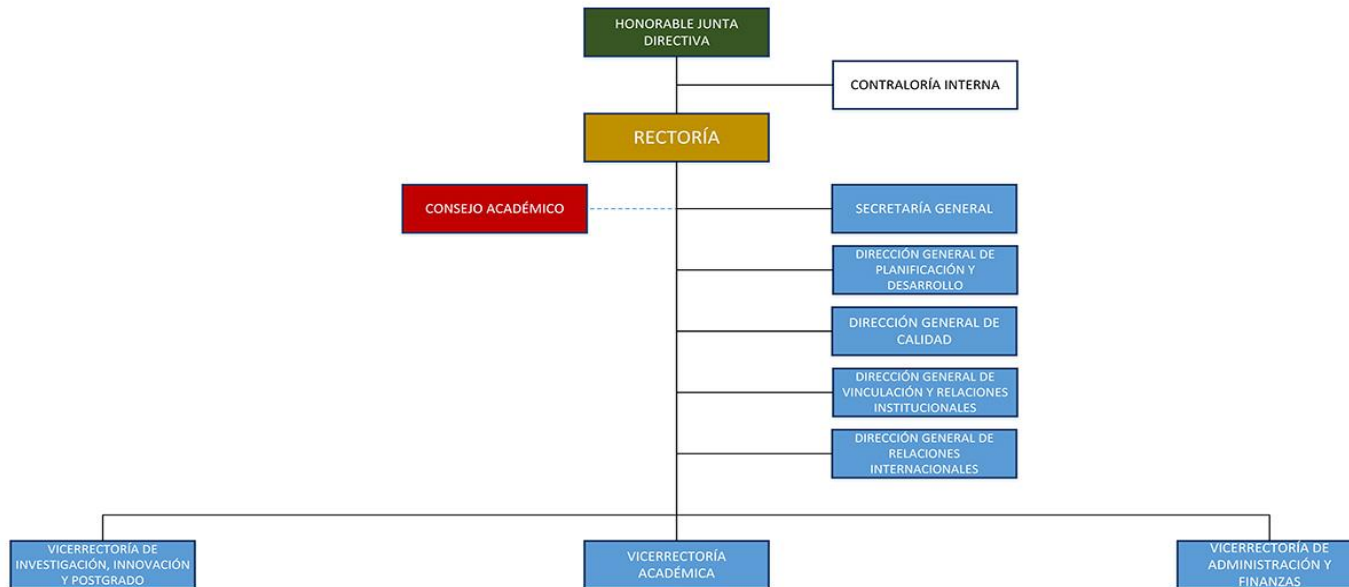 HONORABLE JUNTA
DIRECTIVA
CONTRALORÍA INTERNA
RECTORÍA
CONSEJO ACADÉMICO
SECRETARÍA GENERAL
DIRECCIÓN GENERAL DE
PLANIFICACIÓN Y
DESARROLLO
DIRECCIÓN GENERAL DE
CALIDAD
DIRECCIÓN GENERAL DE
VINCULACIÓN Y RELACIONES
INSTITUCIONALES
DIRECCIÓN GENERAL DE
RELACIONES
INTERNACIONALES
VICERRECTORÍA DE
INVESTIGACIÓN, INNOVACIÓN
Y POSTGRADO
VICERRECTORÍA
ACADÉMICA
VICERRECTORÍA DE
ADMINISTRACIÓN Y
FINANZAS